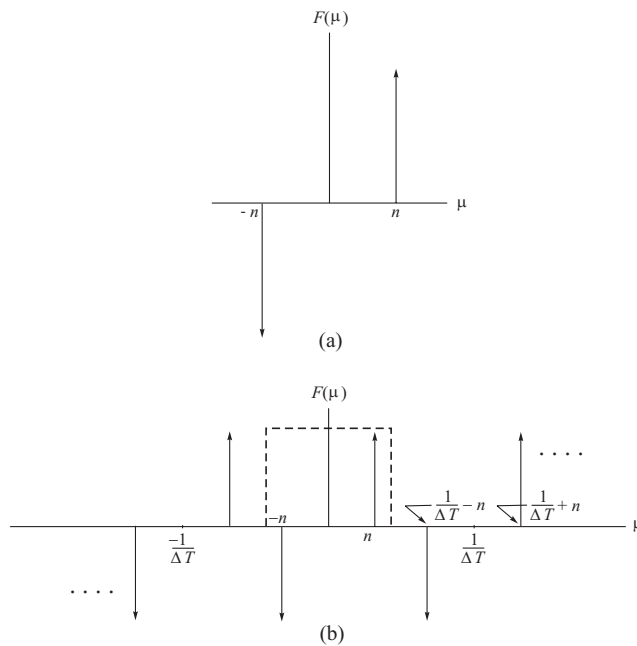 F(μ)
- n
n
μ
(a)
F(μ)
1/ΔT − n
1/ΔT + n
. . . .
−n
n
−1/ΔT
1/ΔT
μ
. . . .
(b)